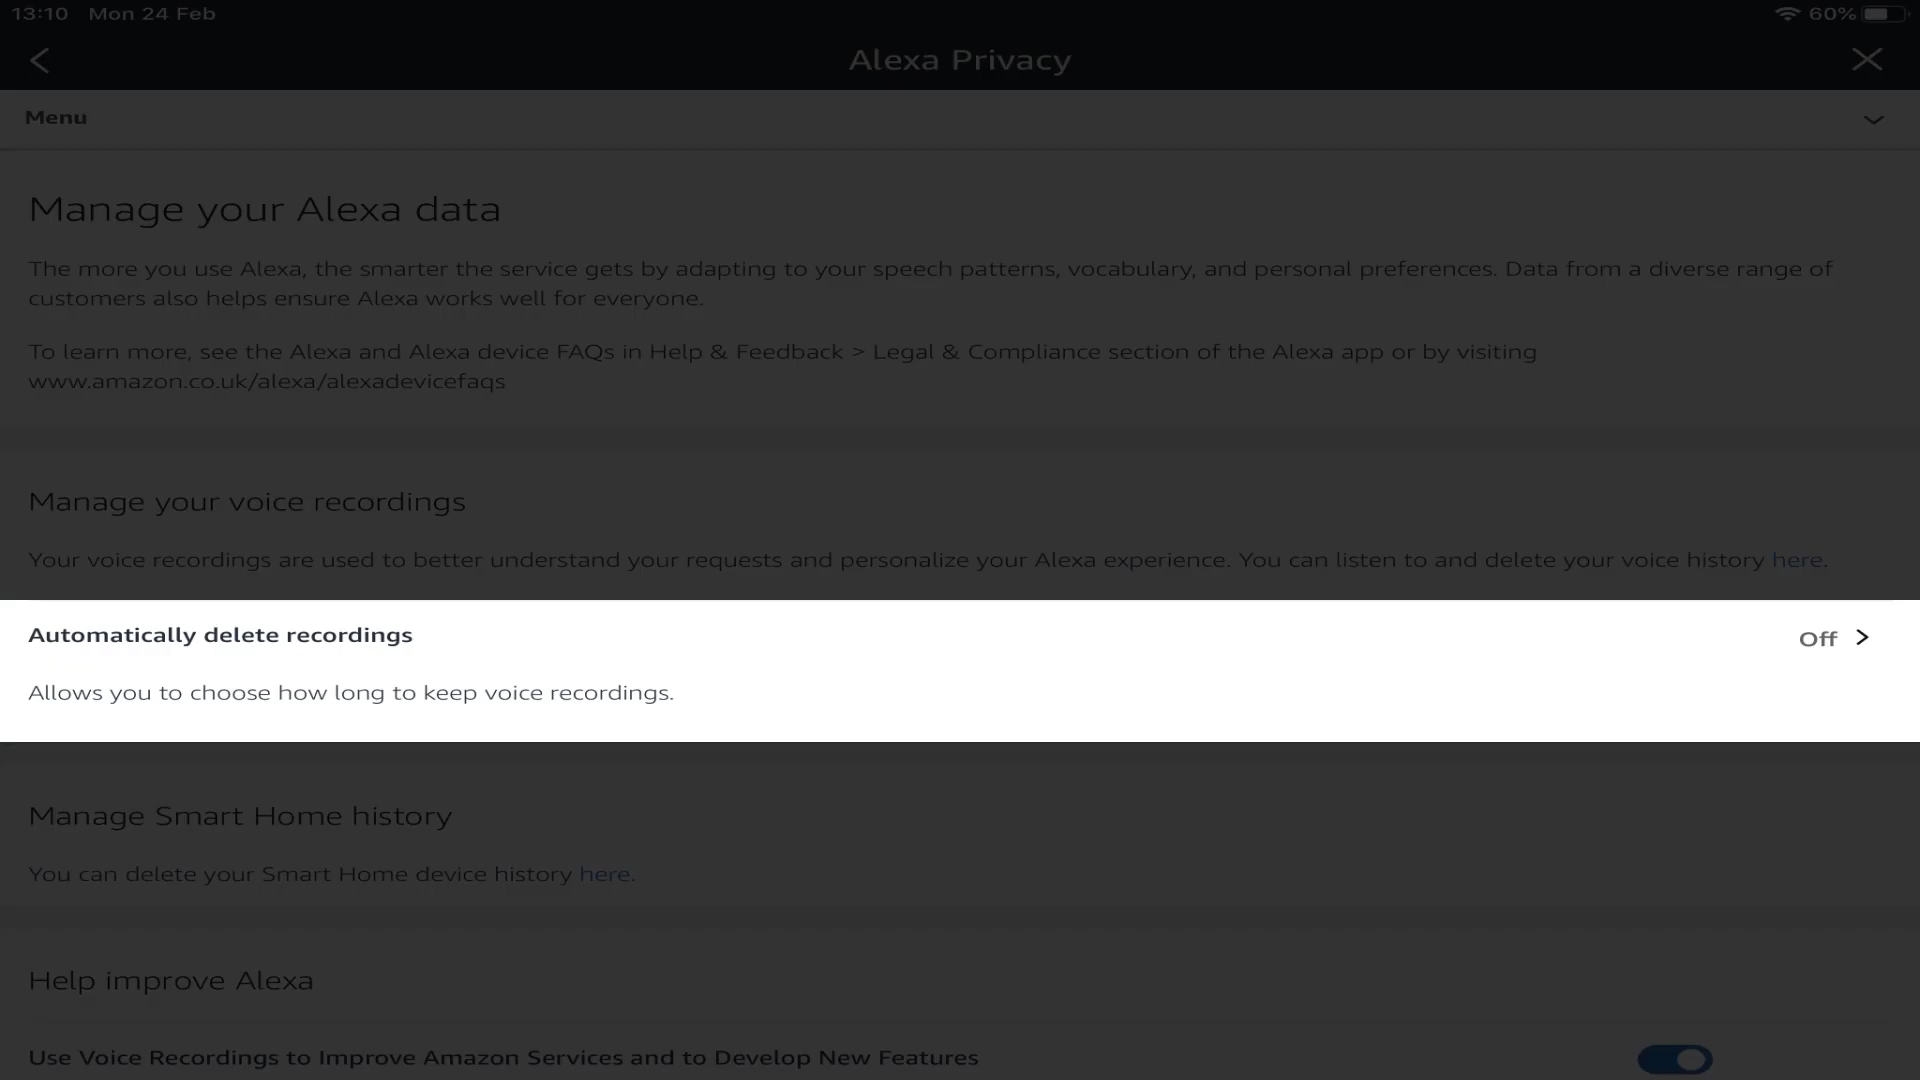 13:10 Mon 24 Feb 60%
Alexa Privacy
Menu
Manage your Alexa data
The more you use Alexa, the smarter the service gets by adapting to your speech patterns, vocabulary, and personal preferences. Data from a diverse range of
customers also helps ensure Alexa works well for everyone.
To learn more, see the Alexa and Alexa device FAQs in Help & Feedback > Legal & Compliance section of the Alexa app or by visiting
www.amazon.co.uk/alexa/alexadevicefaqs
Manage your voice recordings
Your voice recordings are used to better understand your requests and personalize your Alexa experience. You can listen to and delete your voice history here.
Automatically delete recordings Off
Allows you to choose how long to keep voice recordings.
Manage Smart Home history
You can delete your Smart Home device history here.
Help improve Alexa
Use Voice Recordings to Improve Amazon Services and to Develop New Features